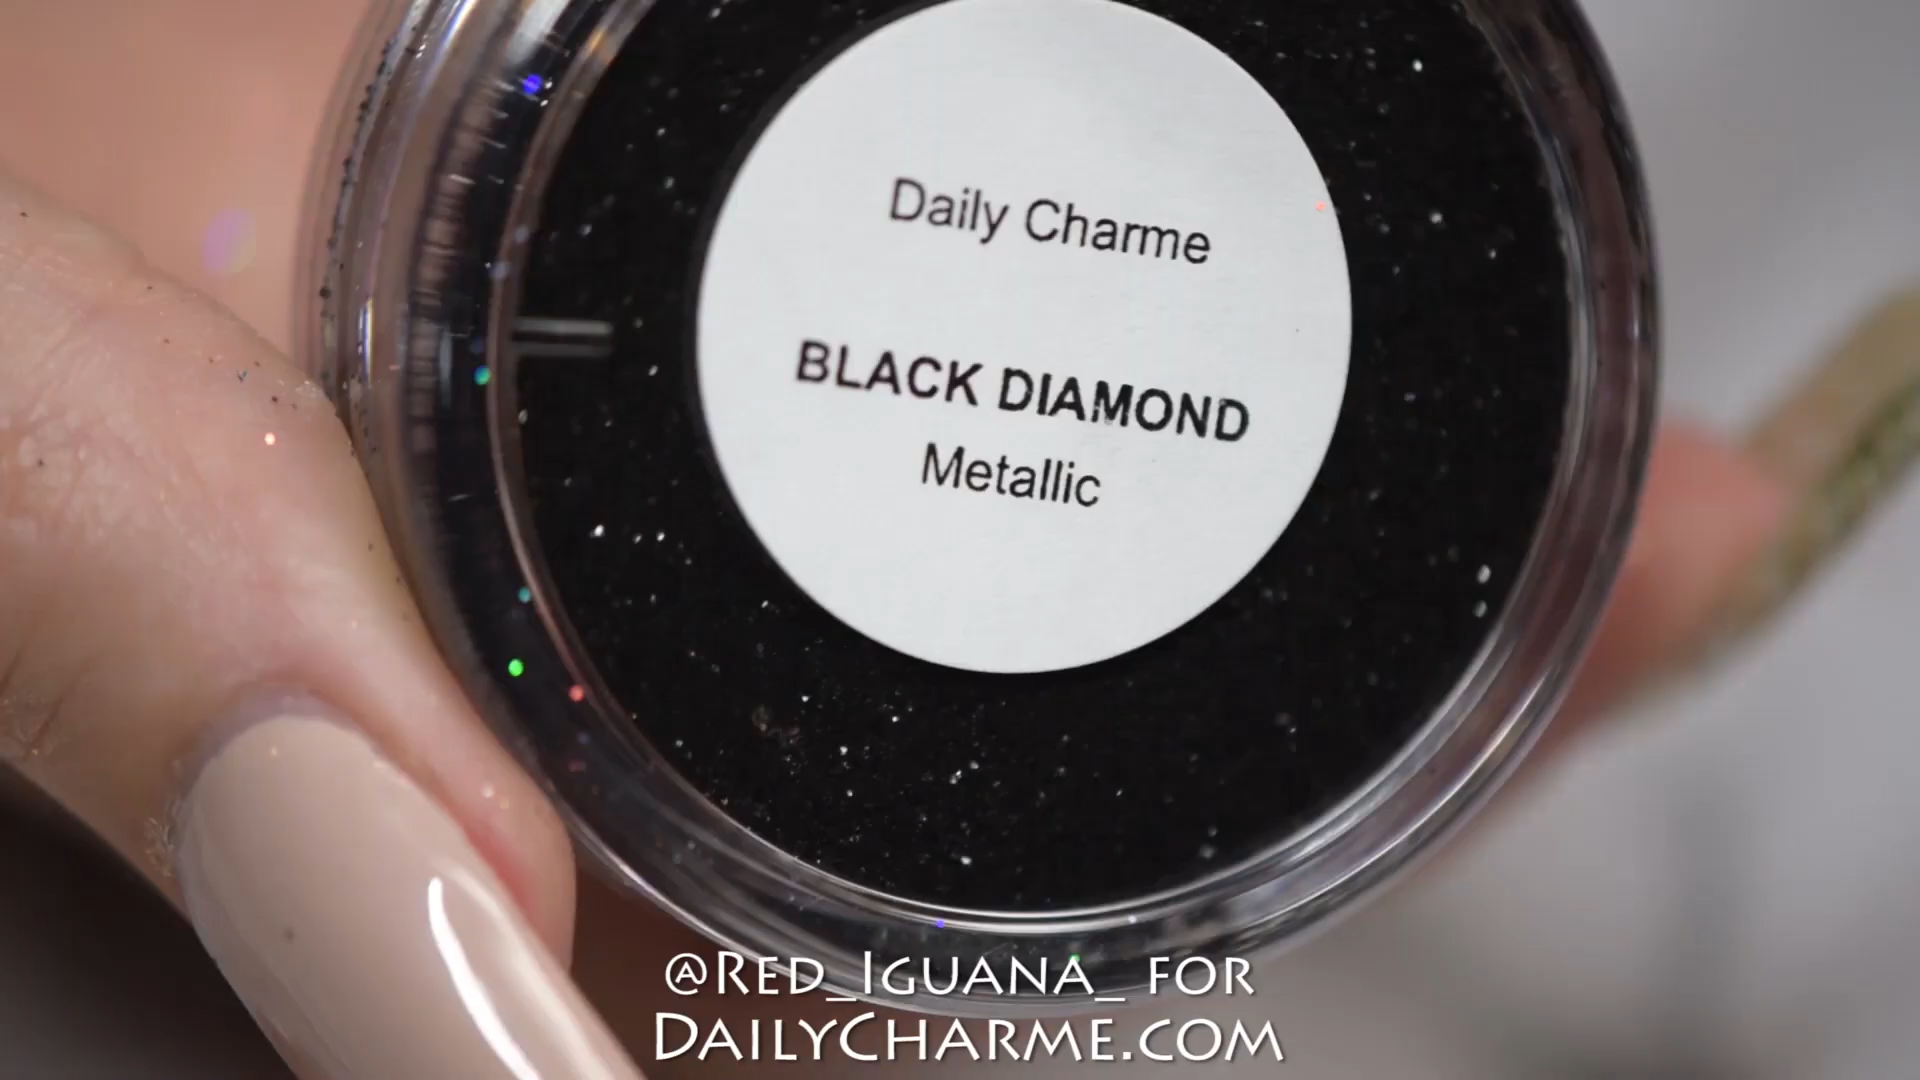 Daily Charme
BLACK DIAMOND
Metallic
@Red_Iguana_ for
DailyCharme.com